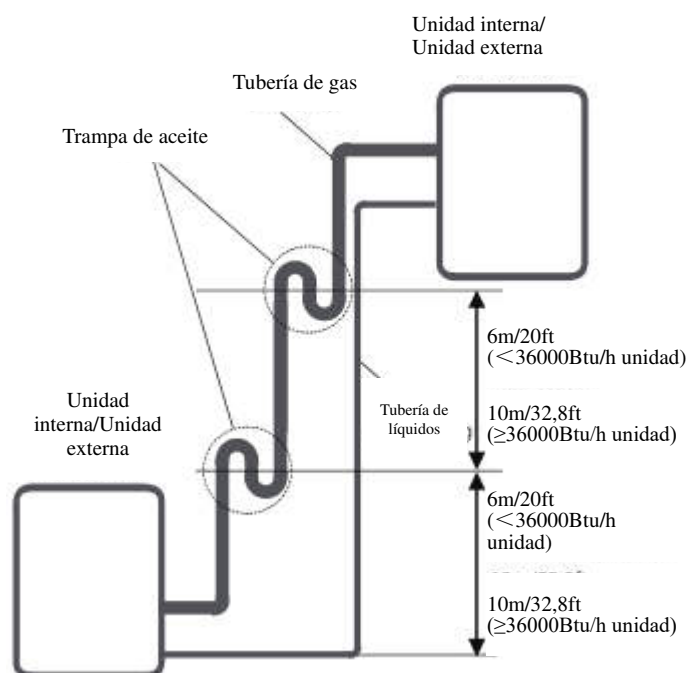 Unidad interna/
Unidad externa
Tubería de gas
Trampa de aceite
6m/20ft
(<36000Btu/h unidad)
Unidad
interna/Unidad
externa
Tubería de
líquidos
10m/32,8ft
(≥36000Btu/h unidad)
6m/20ft
(<36000Btu/h
unidad)
10m/32,8ft
(≥36000Btu/h unidad)